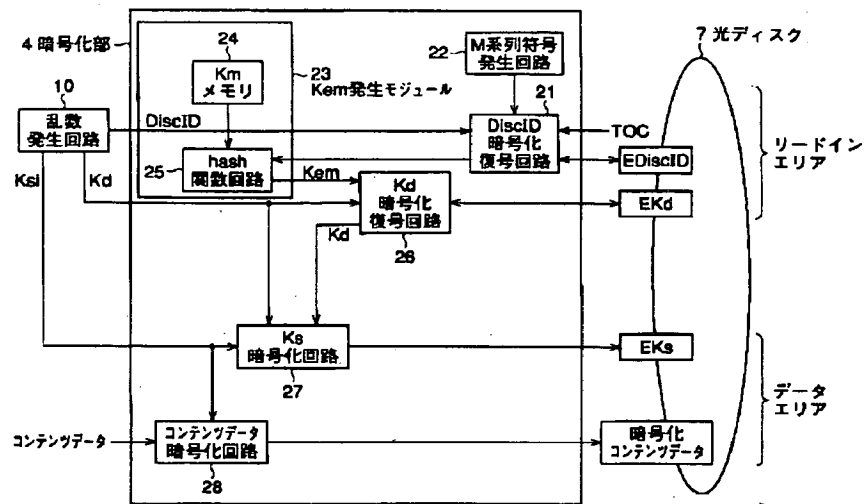 4 暗号化部
24
Km
メモリ
23
Kem発生モジュール
22
M系列符号
発生回路
7 光ディスク
10
乱数
発生回路
DiscID
21
DiscID
暗号化
復号回路
TOC
EDiscID
リードイン
エリア
25
hash
関数回路
Kem
Ksi
Kd
Kd
暗号化
復号回路
26
EKd
Kd
Ks
暗号化回路
27
EKs
データ
エリア
コンテンツデータ
コンテンツデータ
暗号化回路
28
暗号化
コンテンツデータ